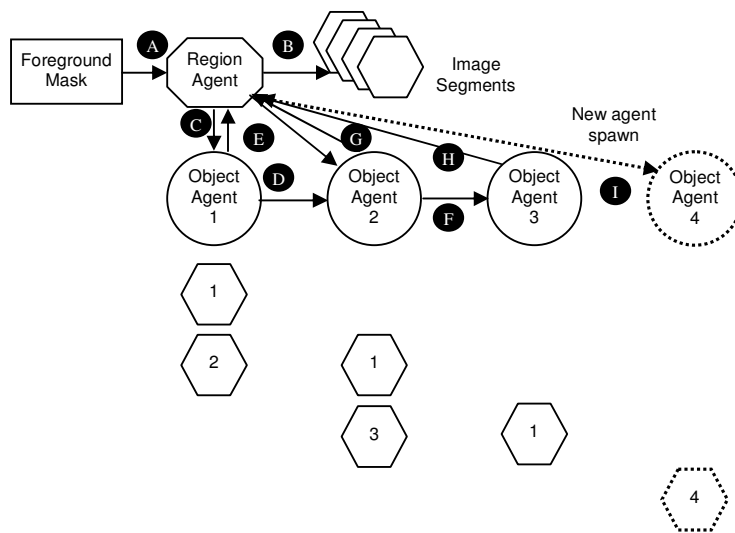 A
B
Foreground
Mask
Region
Agent
Image
Segments
New agent
spawn
C
E
G
H
I
D
F
Object
Agent
1
Object
Agent
2
Object
Agent
3
Object
Agent
4
1
2
1
3
1
4